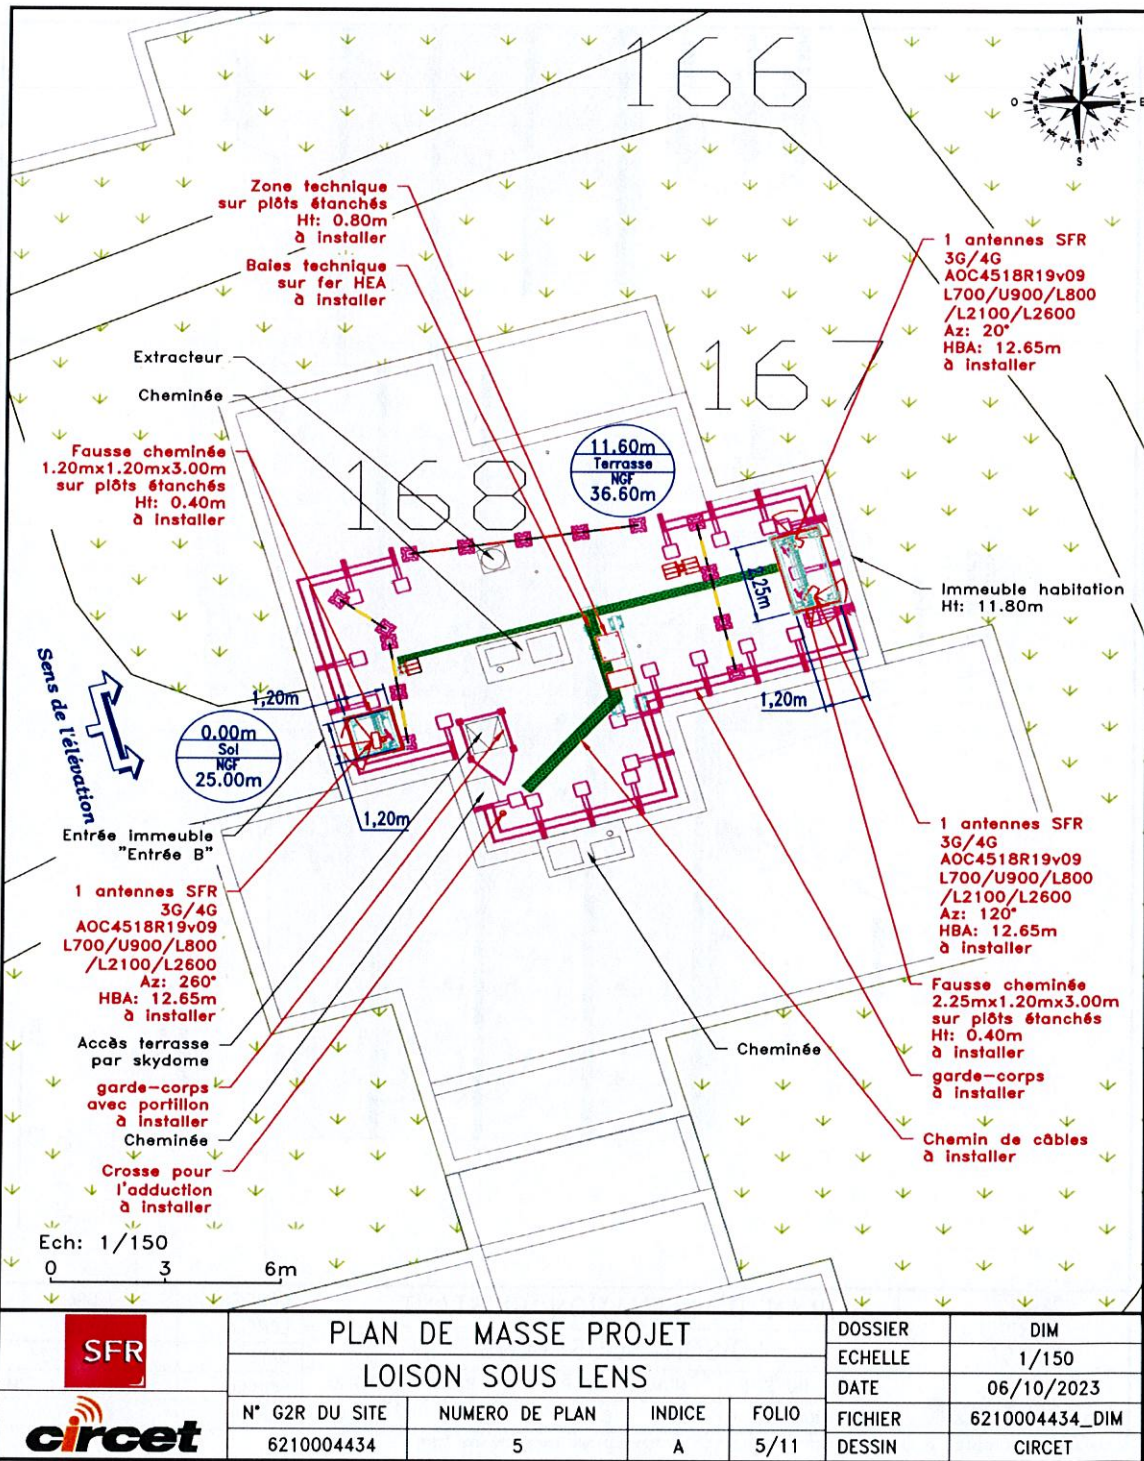 166
N
O
E
S
Zone technique
sur plôts étanchés
Ht: 0.80m
à installer
Baies technique
sur fer HEA
à installer
1 antennes SFR
3G/4G
AOC4518R19v09
L700/U900/L800
/L2100/L2600
Az: 20°
HBA: 12.65m
à installer
Extracteur
Cheminée
167
Fausse cheminée
1.20mx1.20mx3.00m
sur plôts étanchés
Ht: 0.40m
à installer
168
11.60m
Terrasse
NGF
36.60m
2,25m
Immeuble habitation
Ht: 11.80m
Sens de l'élévation
1,20m
1,20m
0.00m
Sol
NGF
25.00m
1,20m
Entrée immeuble
"Entrée B"
1 antennes SFR
3G/4G
AOC4518R19v09
L700/U900/L800
/L2100/L2600
Az: 260°
HBA: 12.65m
à installer
1 antennes SFR
3G/4G
AOC4518R19v09
L700/U900/L800
/L2100/L2600
Az: 120°
HBA: 12.65m
à installer
Fausse cheminée
2.25mx1.20mx3.00m
sur plôts étanchés
Ht: 0.40m
à installer
Accès terrasse
par skydome
Cheminée
garde-corps
à installer
garde-corps
avec portillon
à installer
Cheminée
Chemin de câbles
à installer
Crosse pour
l'adduction
à installer
Ech: 1/150
0 3 6m
SFR
circet
PLAN DE MASSE PROJET
LOISON SOUS LENS
N° G2R DU SITE NUMERO DE PLAN INDICE FOLIO
6210004434 5 A 5/11
DOSSIER DIM
ECHELLE 1/150
DATE 06/10/2023
FICHIER 6210004434_DIM
DESSIN CIRCET